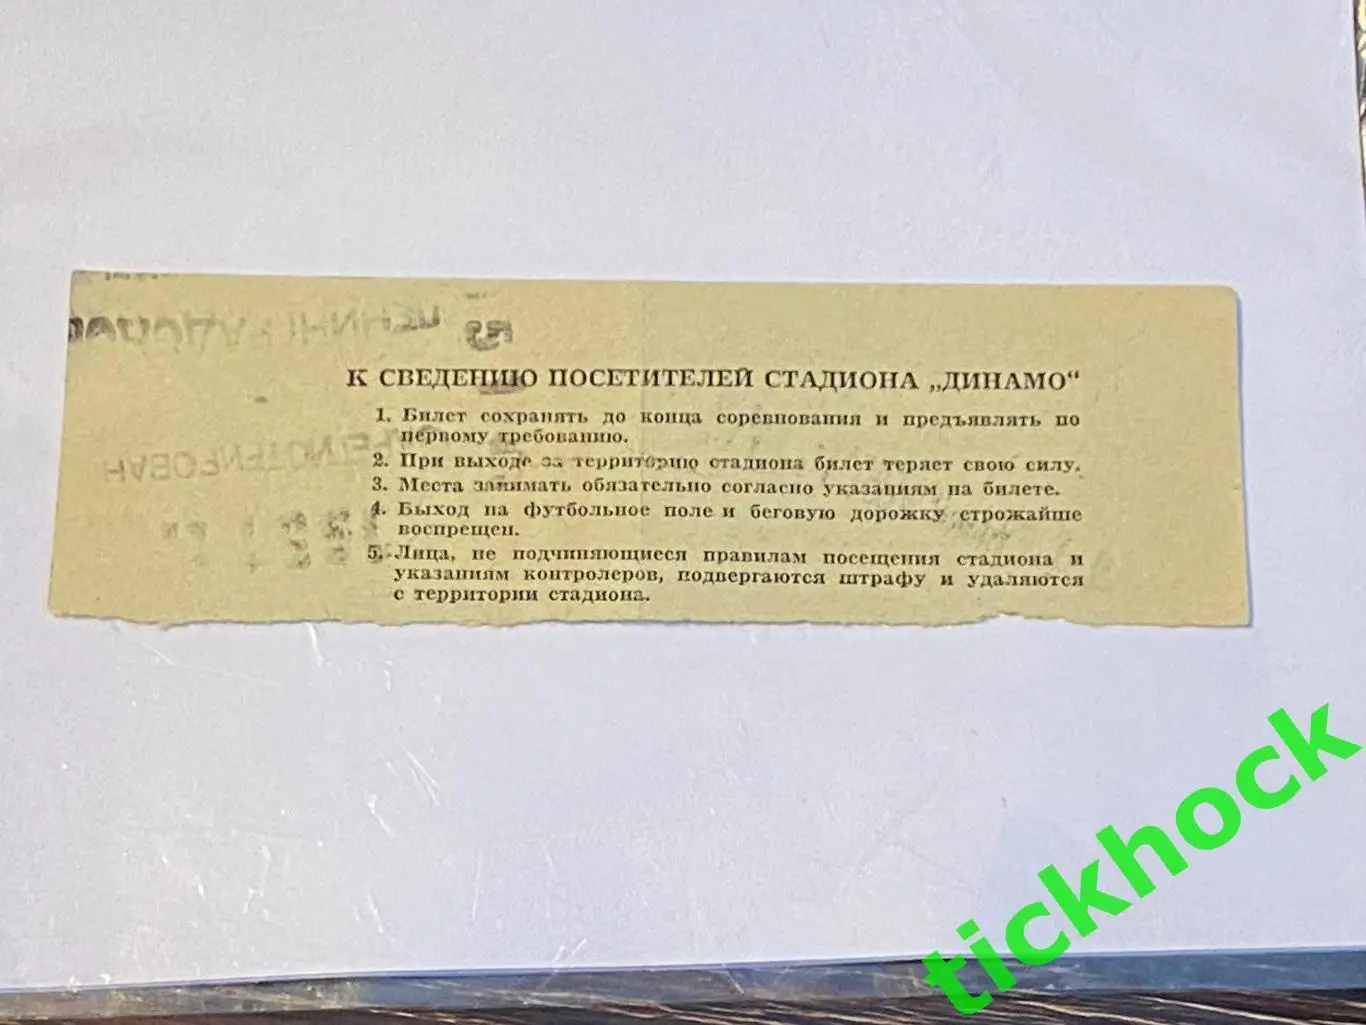 К СВЕДЕНИЮ ПОСЕТИТЕЛЕЙ СТАДИОНА „ДИНАМО“
1. Билет сохранять до конца соревнования и предъявлять по
первому требованию.
2. При выходе за территорию стадиона билет теряет свою силу.
3. Места занимать обязательно согласно указаниям на билете.
4. Выход на футбольное поле и беговую дорожку строжайше
воспрещен.
5. Лица, не подчиняющиеся правилам посещения стадиона и
указаниям контролеров, подвергаются штрафу и удаляются
с территории стадиона.
tickhock